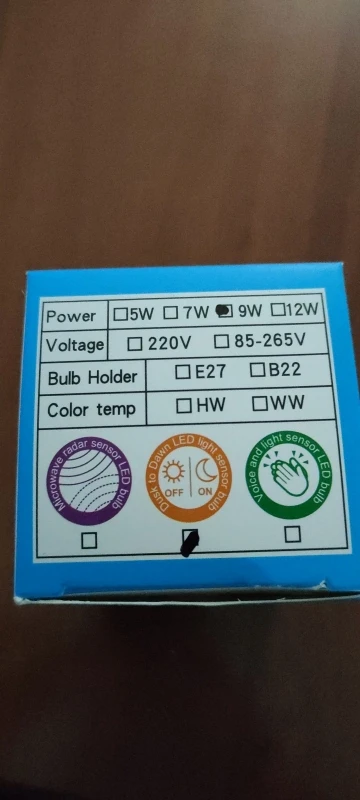 Power ☐5W ☐7W ☑9W ☐12W
Voltage ☐220V ☐85-265V
Bulb Holder ☐E27 ☐B22
Color temp ☐HW ☐WW
Microwave radar sensor LED bulb
Dusk to Dawn LED light sensor bulb
OFF ON
Voice and light sensor LED bulb